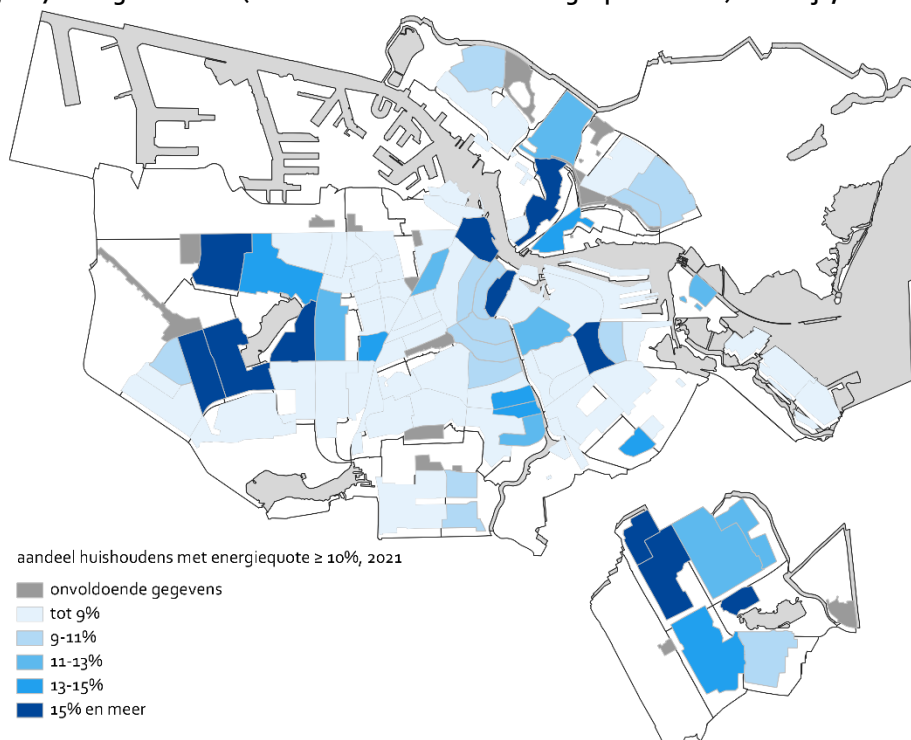 aandeel huishoudens met energiequote ≥ 10%, 2021
onvoldoende gegevens
tot 9%
9-11%
11-13%
13-15%
15% en meer